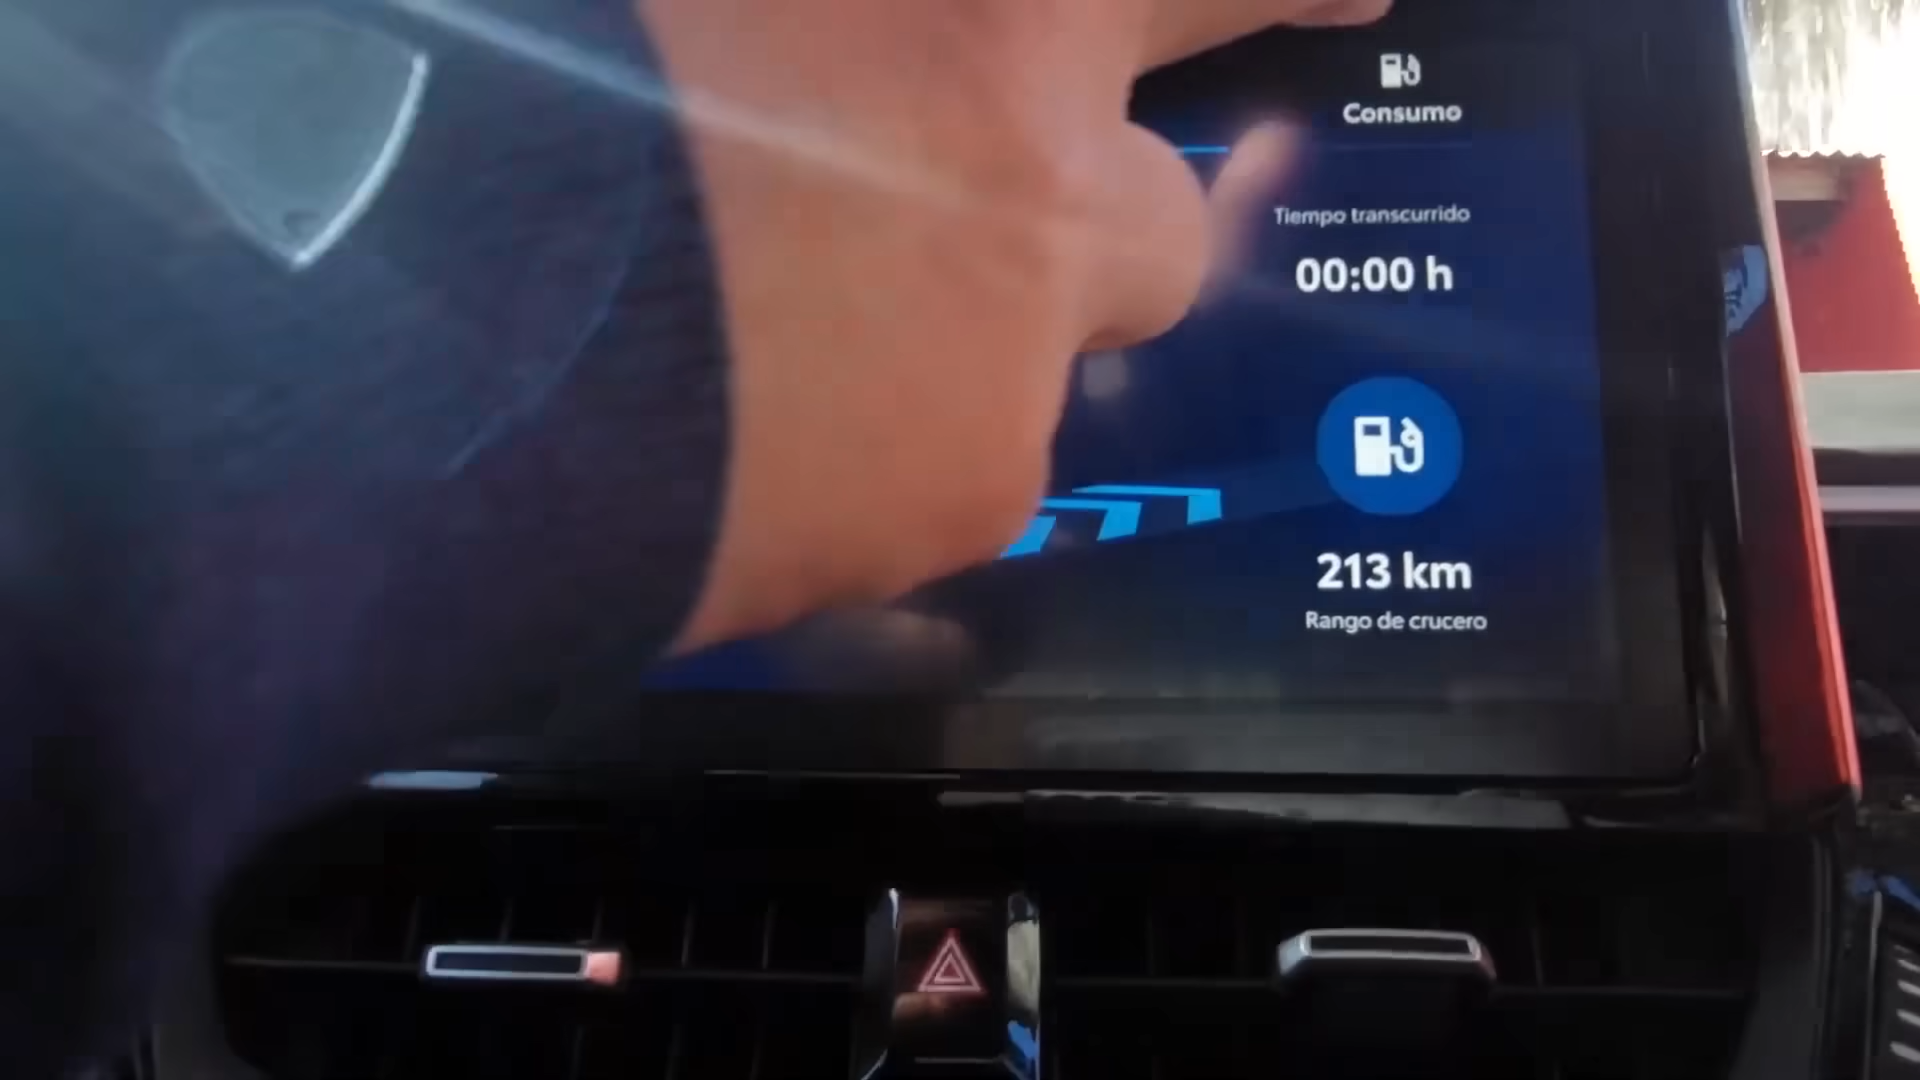 Consumo
Tiempo transcurrido
00:00 h
213 km
Rango de crucero